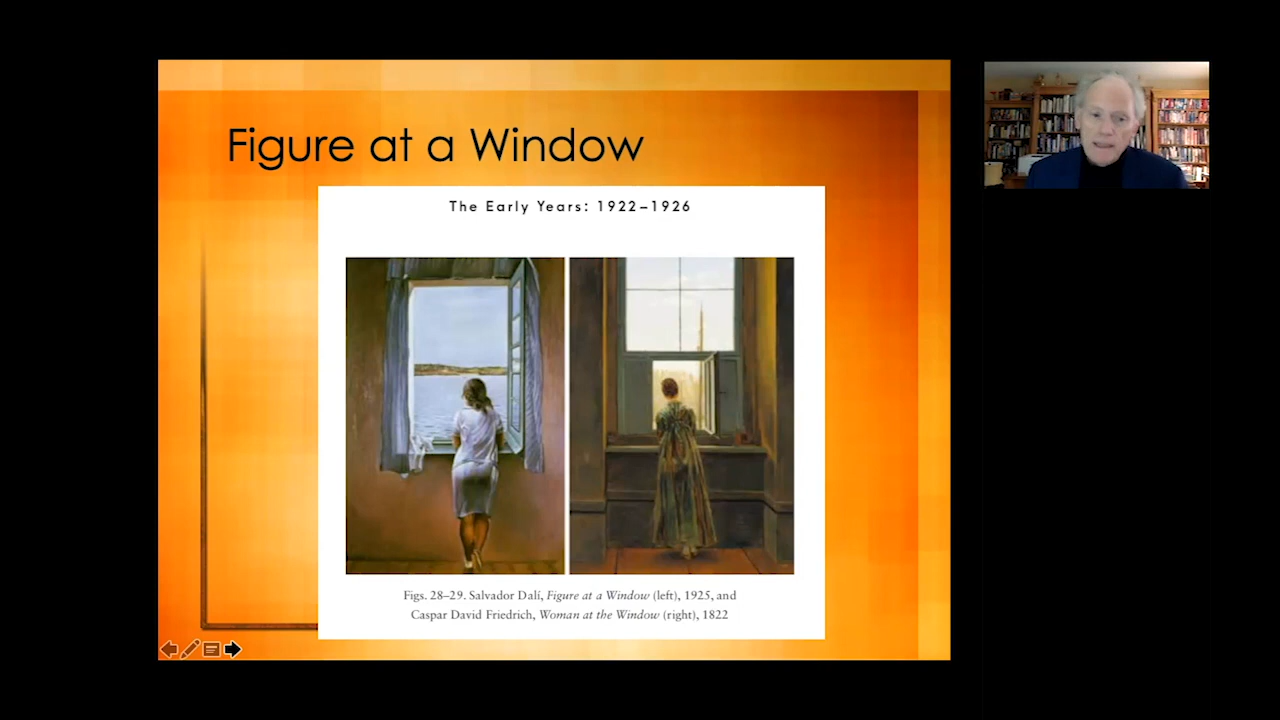 Figure at a Window
The Early Years: 1922–1926
Figs. 28–29. Salvador Dalí, Figure at a Window (left), 1925, and
Caspar David Friedrich, Woman at the Window (right), 1822